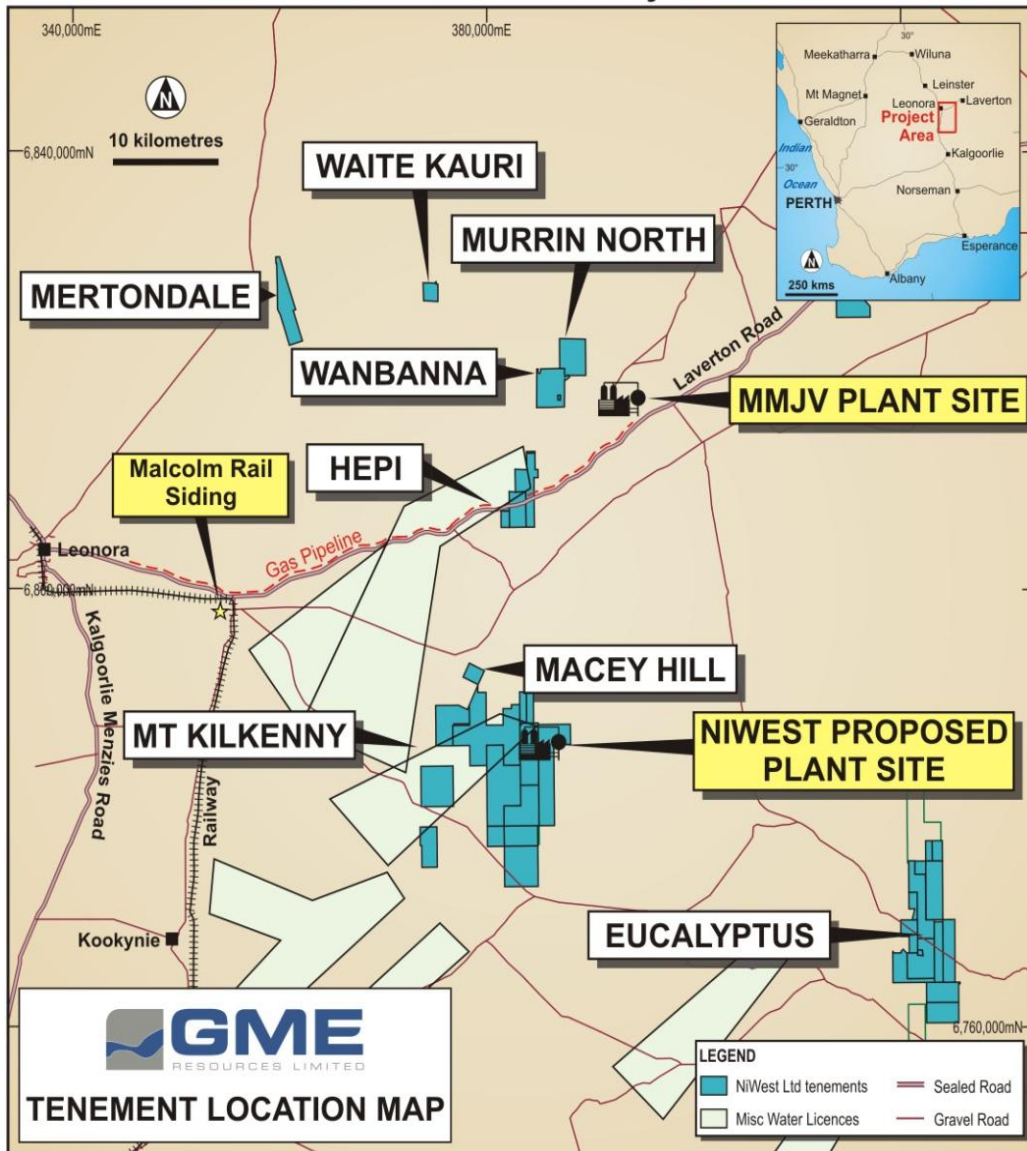 340,000mE
380,000mE
N
10 kilometres
6,840,000mN
30°
Meekatharra
Wiluna
Leinster
Mt Magnet
Leonora
Laverton
Geraldton
Project
Area
Indian
Kalgoorlie
30°
Ocean
Norseman
PERTH
Esperance
N
Albany
250 kms
WAITE KAURI
MURRIN NORTH
MERTONDALE
Laverton Road
WANBANNA
MMJV PLANT SITE
HEPI
Malcolm Rail
Siding
Gas Pipeline
Leonora
Kalgoorlie Menzies Road
MACEY HILL
MT KILKENNY
NIWEST PROPOSED
PLANT SITE
Railway
EUCALYPTUS
Kookynie
6,760,000mN
GME
RESOURCES LIMITED
TENEMENT LOCATION MAP
LEGEND
NiWest Ltd tenements
Sealed Road
Misc Water Licences
Gravel Road